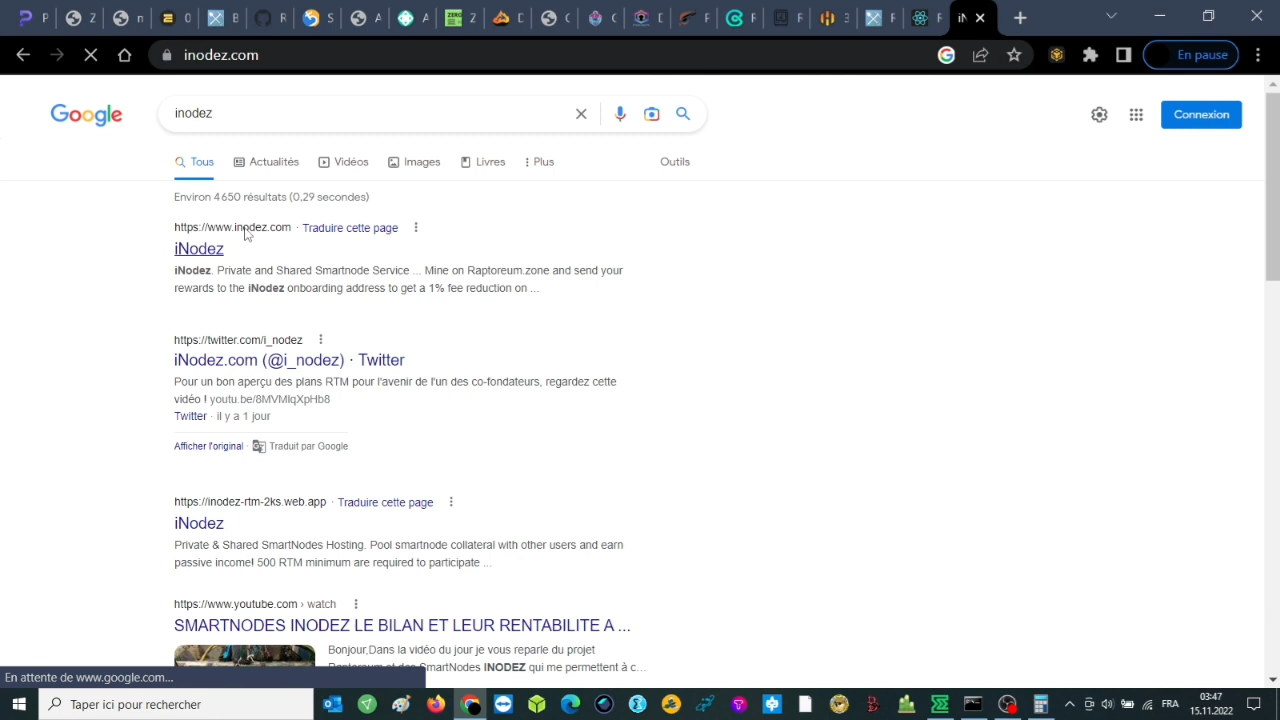 inodez.com
En pause
Google
inodez
Connexion
Tous
Actualités
Vidéos
Images
Livres
Plus
Outils
Environ 4 650 résultats (0,29 secondes)
https://www.inodez.com · Traduire cette page
iNodez
iNodez. Private and Shared Smartnode Service ... Mine on Raptoreum.zone and send your
rewards to the iNodez onboarding address to get a 1% fee reduction on ...
https://twitter.com/i_nodez
iNodez.com (@i_nodez) · Twitter
Pour un bon aperçu des plans RTM pour l'avenir de l'un des co-fondateurs, regardez cette
vidéo ! youtu.be/8MVMlqXpHb8
Twitter · il y a 1 jour
Afficher l'original · Traduit par Google
https://inodez-rtm-2ks.web.app · Traduire cette page
iNodez
Private & Shared SmartNodes Hosting. Pool smartnode collateral with other users and earn
passive income! 500 RTM minimum are required to participate ...
https://www.youtube.com › watch
SMARTNODES INODEZ LE BILAN ET LEUR RENTABILITE A ...
Bonjour,Dans la vidéo du jour je vous reparle du projet
Raptoreum et des SmartNodes INODEZ qui me permettent à c...
En attente de www.google.com...
Taper ici pour rechercher
FRA
03:47
15.11.2022